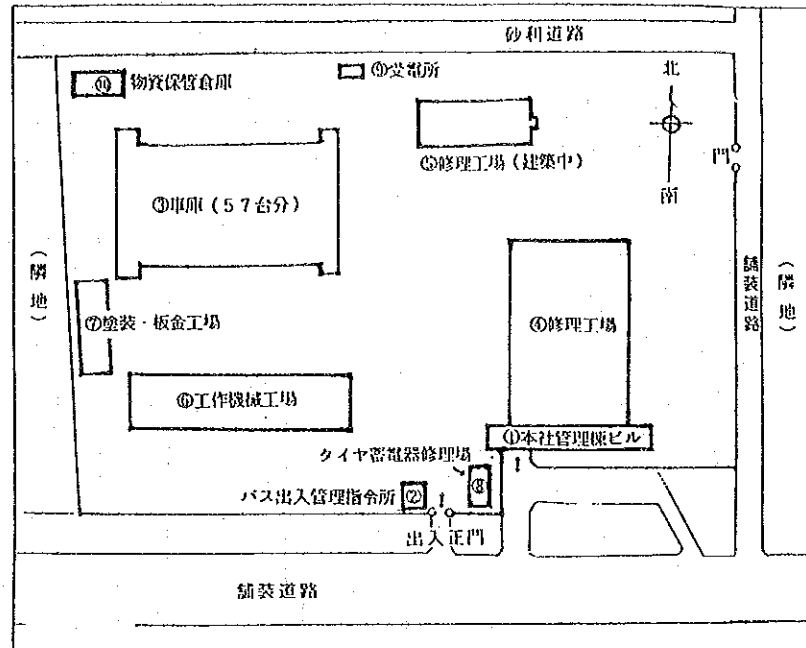 砂利道路
⑩ 物資保管倉庫
⑨受電所
北
南
⑤修理工場(建築中)
門
③車庫(57台分)
(隣地)
舗装道路
(隣地)
⑦塗装・板金工場
④修理工場
⑥工作機械工場
①本社管理棟ビル
タイヤ蓄電器修理場
⑧
バス出入管理指令所
②
出入正門
舗装道路